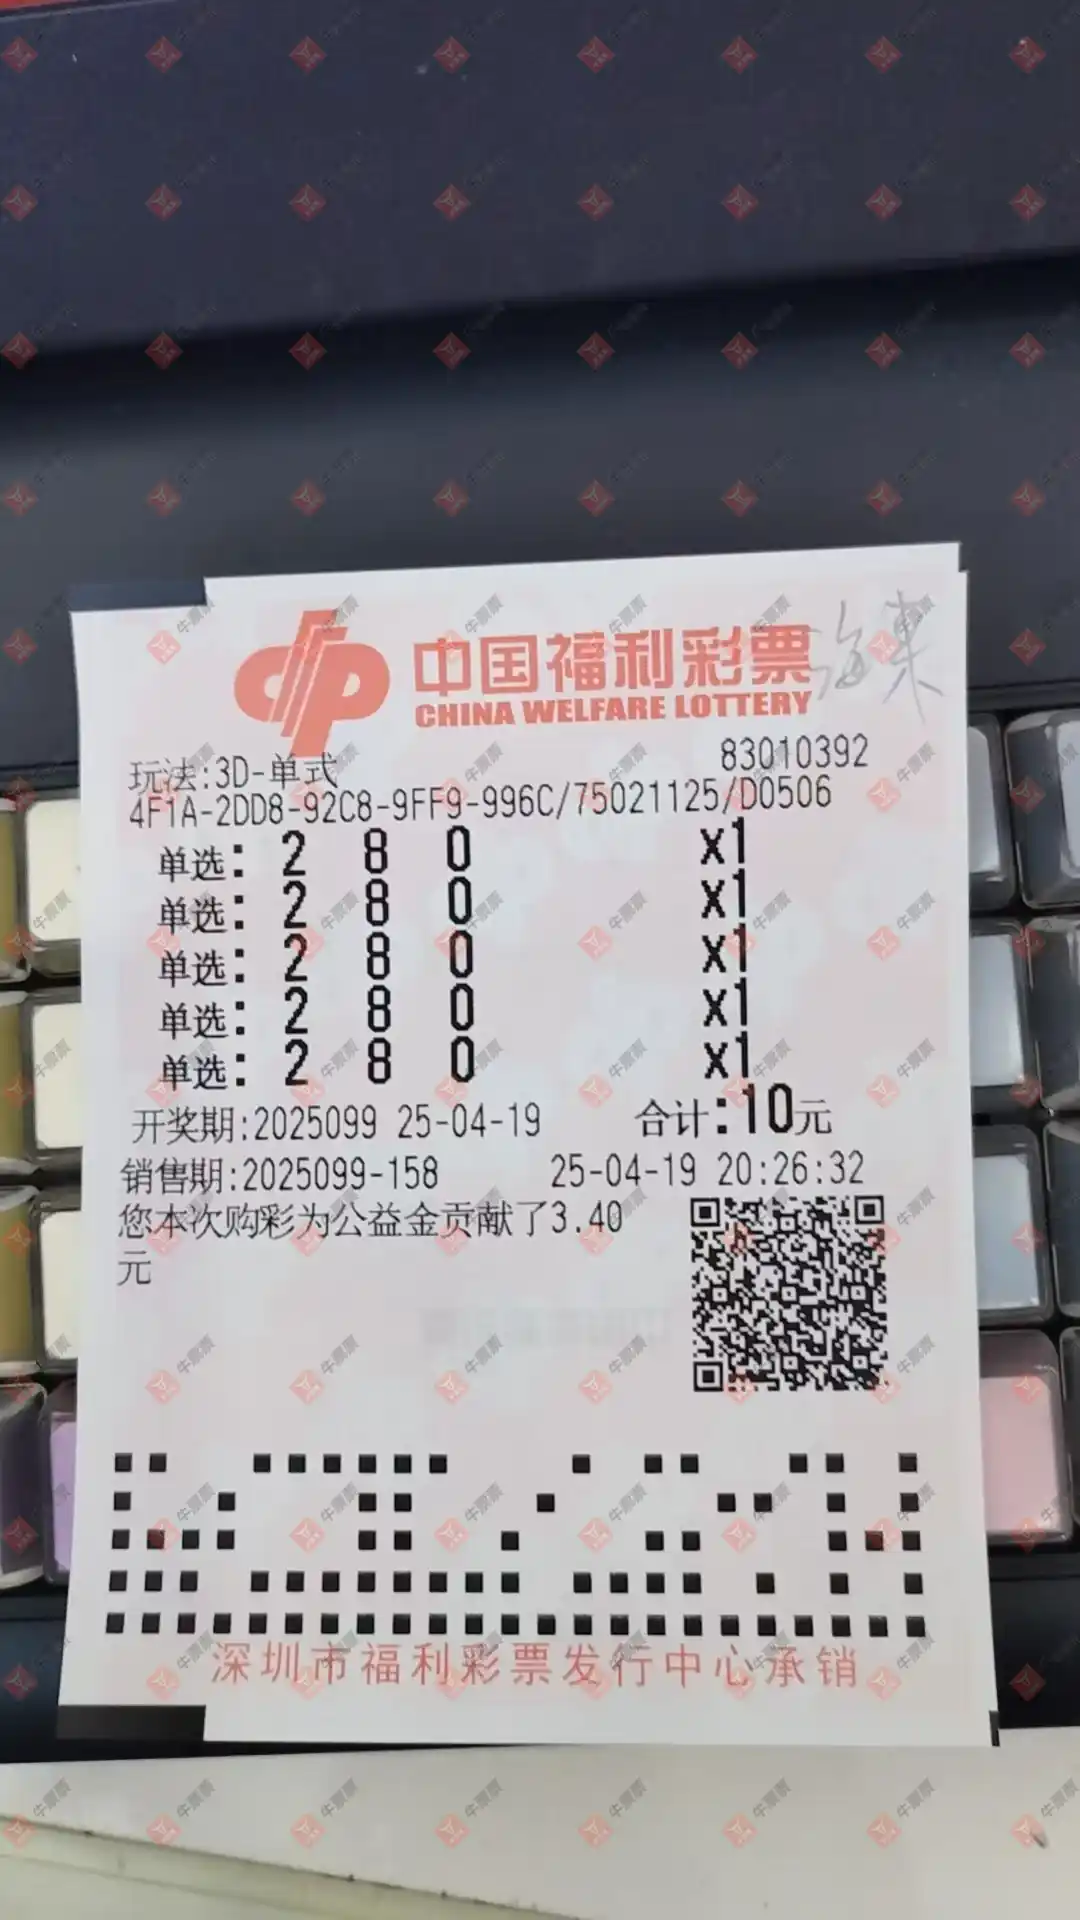 中国福利彩票
CHINA WELFARE LOTTERY
83010392
玩法:3D-单式
4F1A-2DD8-92C8-9FF9-996C/75021125/D0506
单选: 2 8 0 x1
单选: 2 8 0 x1
单选: 2 8 0 x1
单选: 2 8 0 x1
单选: 2 8 0 x1
开奖期:2025099 25-04-19 合计:10元
销售期:2025099-158 25-04-19 20:26:32
您本次购彩为公益金贡献了3.40
元
深圳市福利彩票发行中心承销
牛票票